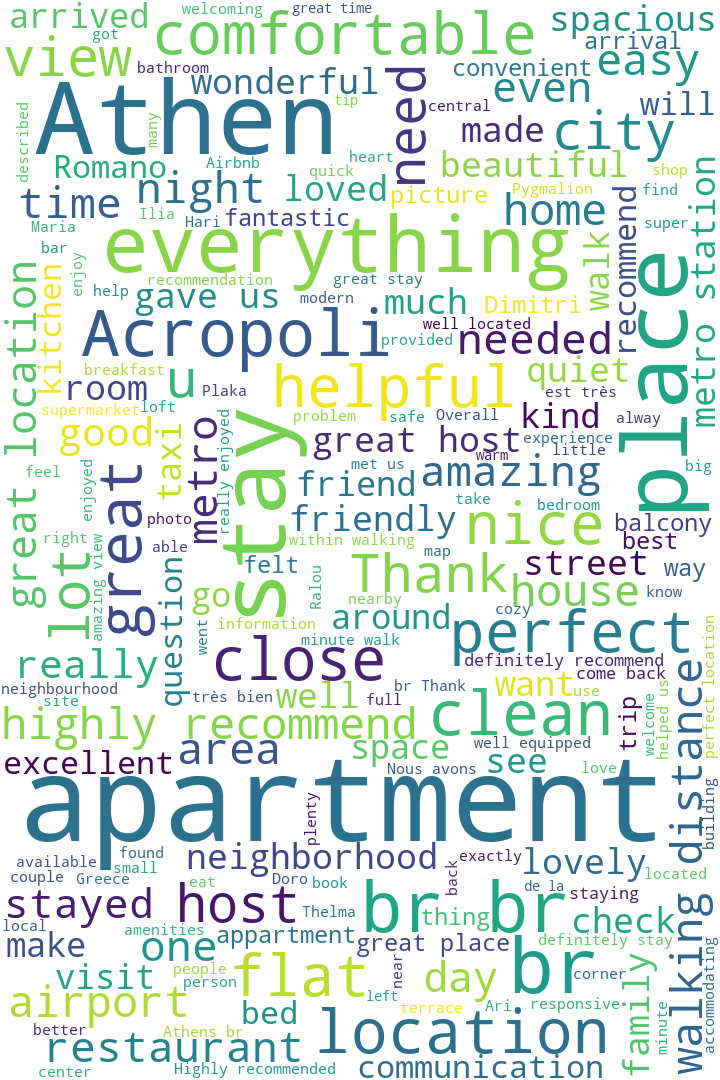 arrived
welcoming
great time
spacious
got
comfortable
arrival
view
bathroom
wonderful
convenient
easy
Athen
tip
need
central
even
will
described
many
made
city
Romano
Airbnb
heart
beautiful
shop
quick
time
night
loved
picture
Pygmalion
find
metro station
Ilia
Hari
fantastic
home
super
Maria
bar
everything
walk
recommend
enjoy
recommendation
great stay
place
great location
help
gave us
modern
much
Dimitri
kitchen
Acropoli
well located
needed
provided
breakfast
quiet
room
u
Plaka
helpful
est très
supermarket
loft
problem
safe
Overall
kind
alway
good
taxi
great host
experience
little
warm
big
feel
enjoyed
great
metro
really enjoyed
stay
met us
friend
amazing
take
bedroom
right
photo
friendly
nice
balcony
lot
able
within walking
map
best
amazing view
felt
Thank
street
way
question
go
Ralou
nearby
house
know
information
around
cozy
went
minute walk
perfect
really
close
definitely recommend
perfect location
neighbourhood
très bien
well
br Thank
want
come back
site
full
use
trip
welcome
helped us
highly recommend
clean
walking distance
area
space
well equipped
excellent
see
Nous avons
love
building
apartment
plenty
available
found
neighborhood
exactly
lovely
couple
Greece
small
eat
Doro
book
back
de la
located
stayed
host
Thelma
br
br
staying
local
amenities
thing
check
make
one
appartment
great place
definitely stay
visit
people
person
flat
near
day
br
corner
family
accommodating
airport
bed
left
terrace
Ari
responsive
minute
better
Athens br
restaurant
location
center
Highly recommended
communication